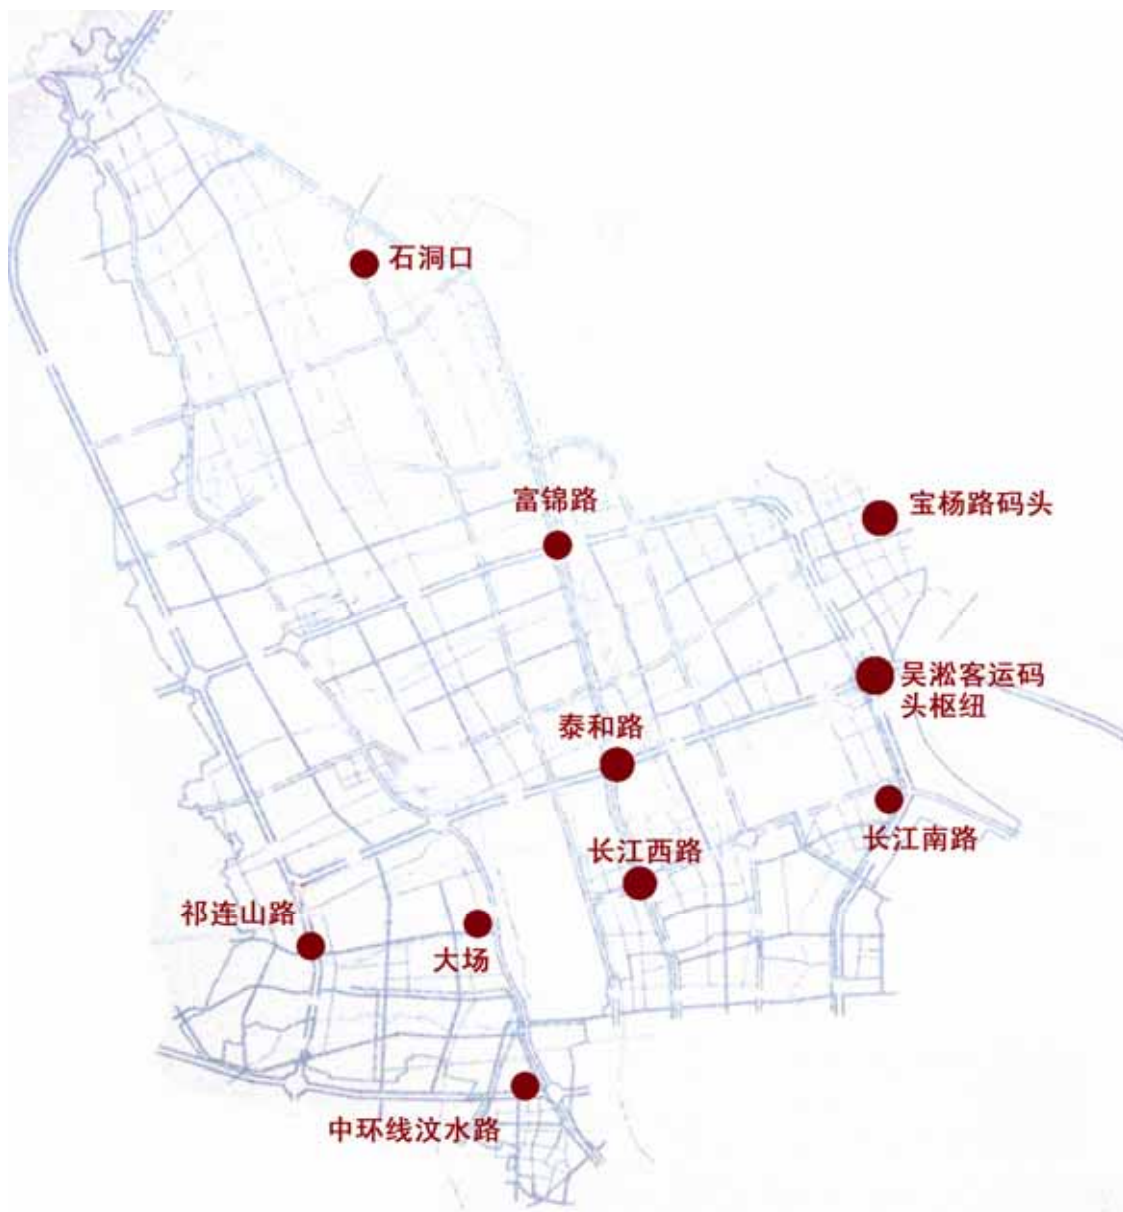 石洞口
富锦路
宝杨路码头
吴淞客运码
头枢纽
泰和路
长江南路
长江西路
祁连山路
大场
中环线汶水路